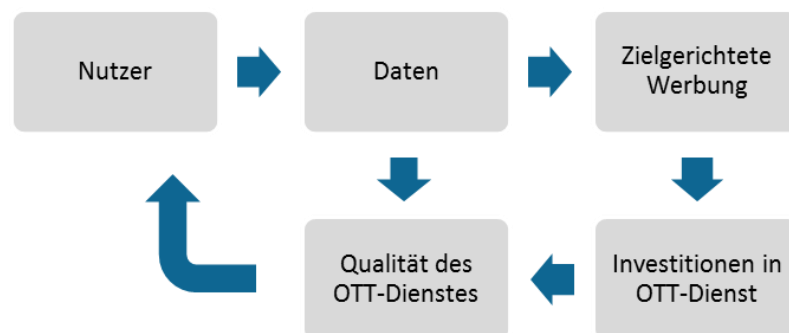 Nutzer
Daten
Zielgerichtete
Werbung
Qualität des
OTT-Dienstes
Investitionen in
OTT-Dienst